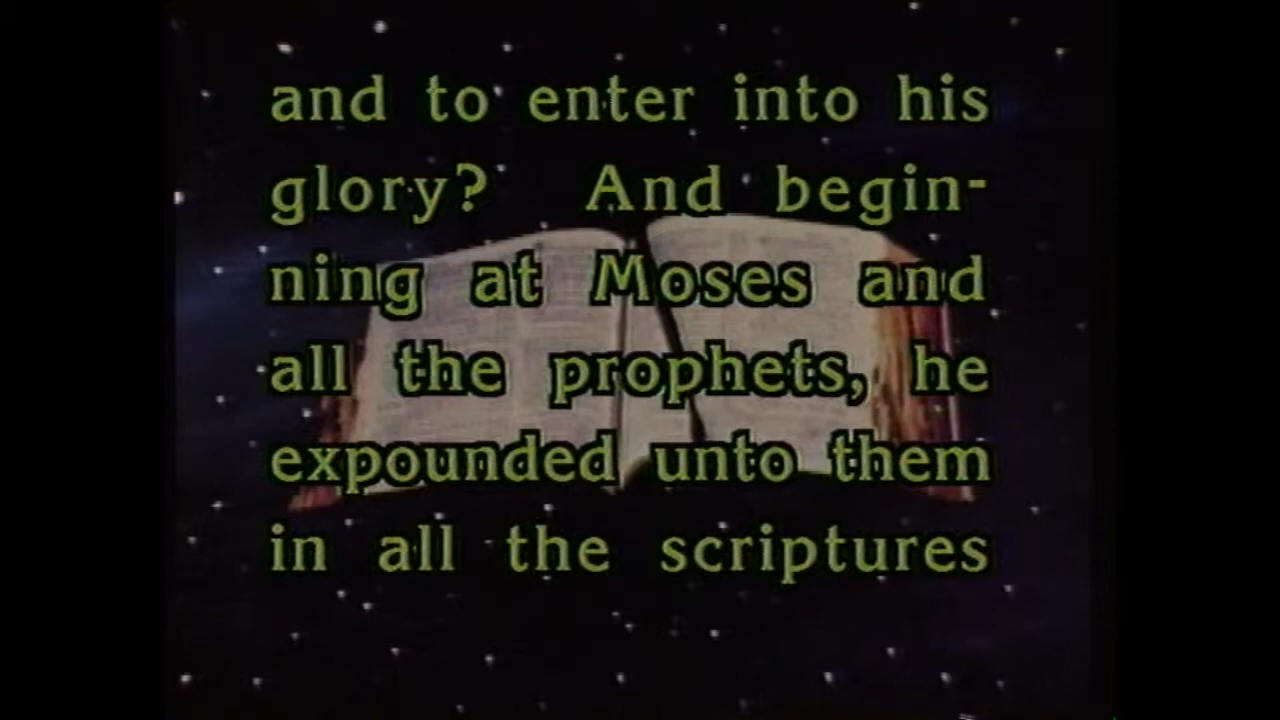 and to enter into his
glory? And begin-
ning at Moses and
all the prophets, he
expounded unto them
in all the scriptures